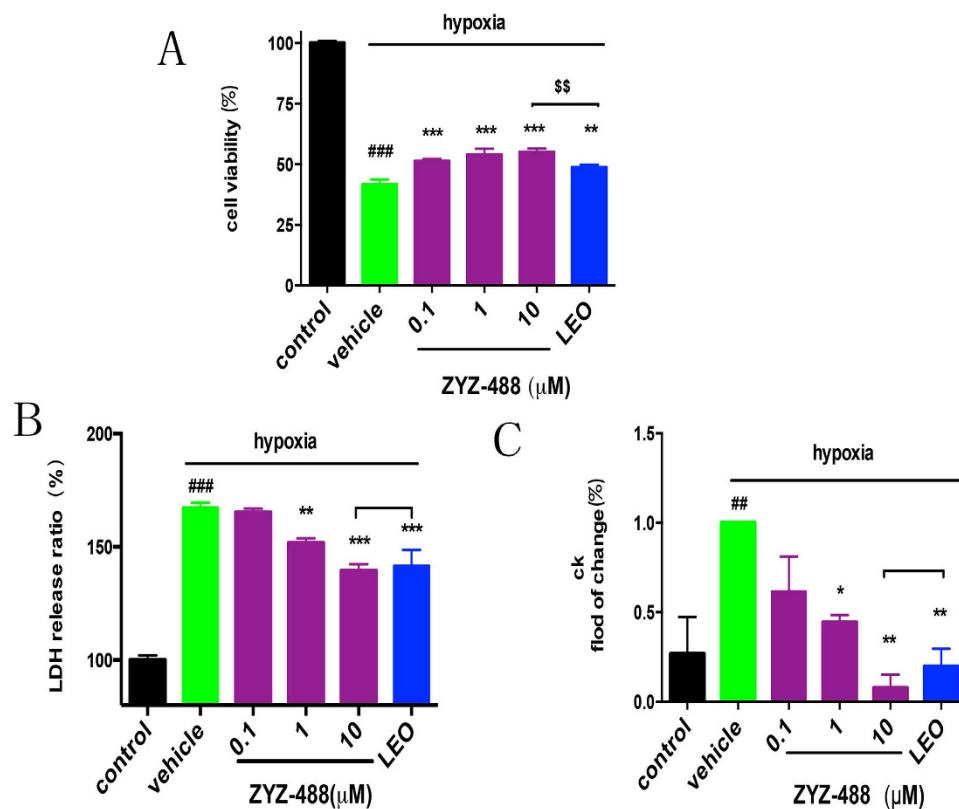 A
hypoxia
cell viability (%)
100
75
50
25
0
###
***
***
***
**
$$
control
vehicle
0.1
1
10
LEO
ZYZ-488 (μM)
B
hypoxia
LDH release ratio (%)
200
150
100
###
**
***
***
control
vehicle
0.1
1
10
LEO
ZYZ-488(μM)
C
hypoxia
ck
flod of change(%)
1.5
1.0
0.5
0.0
##
*
**
**
control
vehicle
0.1
1
10
LEO
ZYZ-488 (μM)